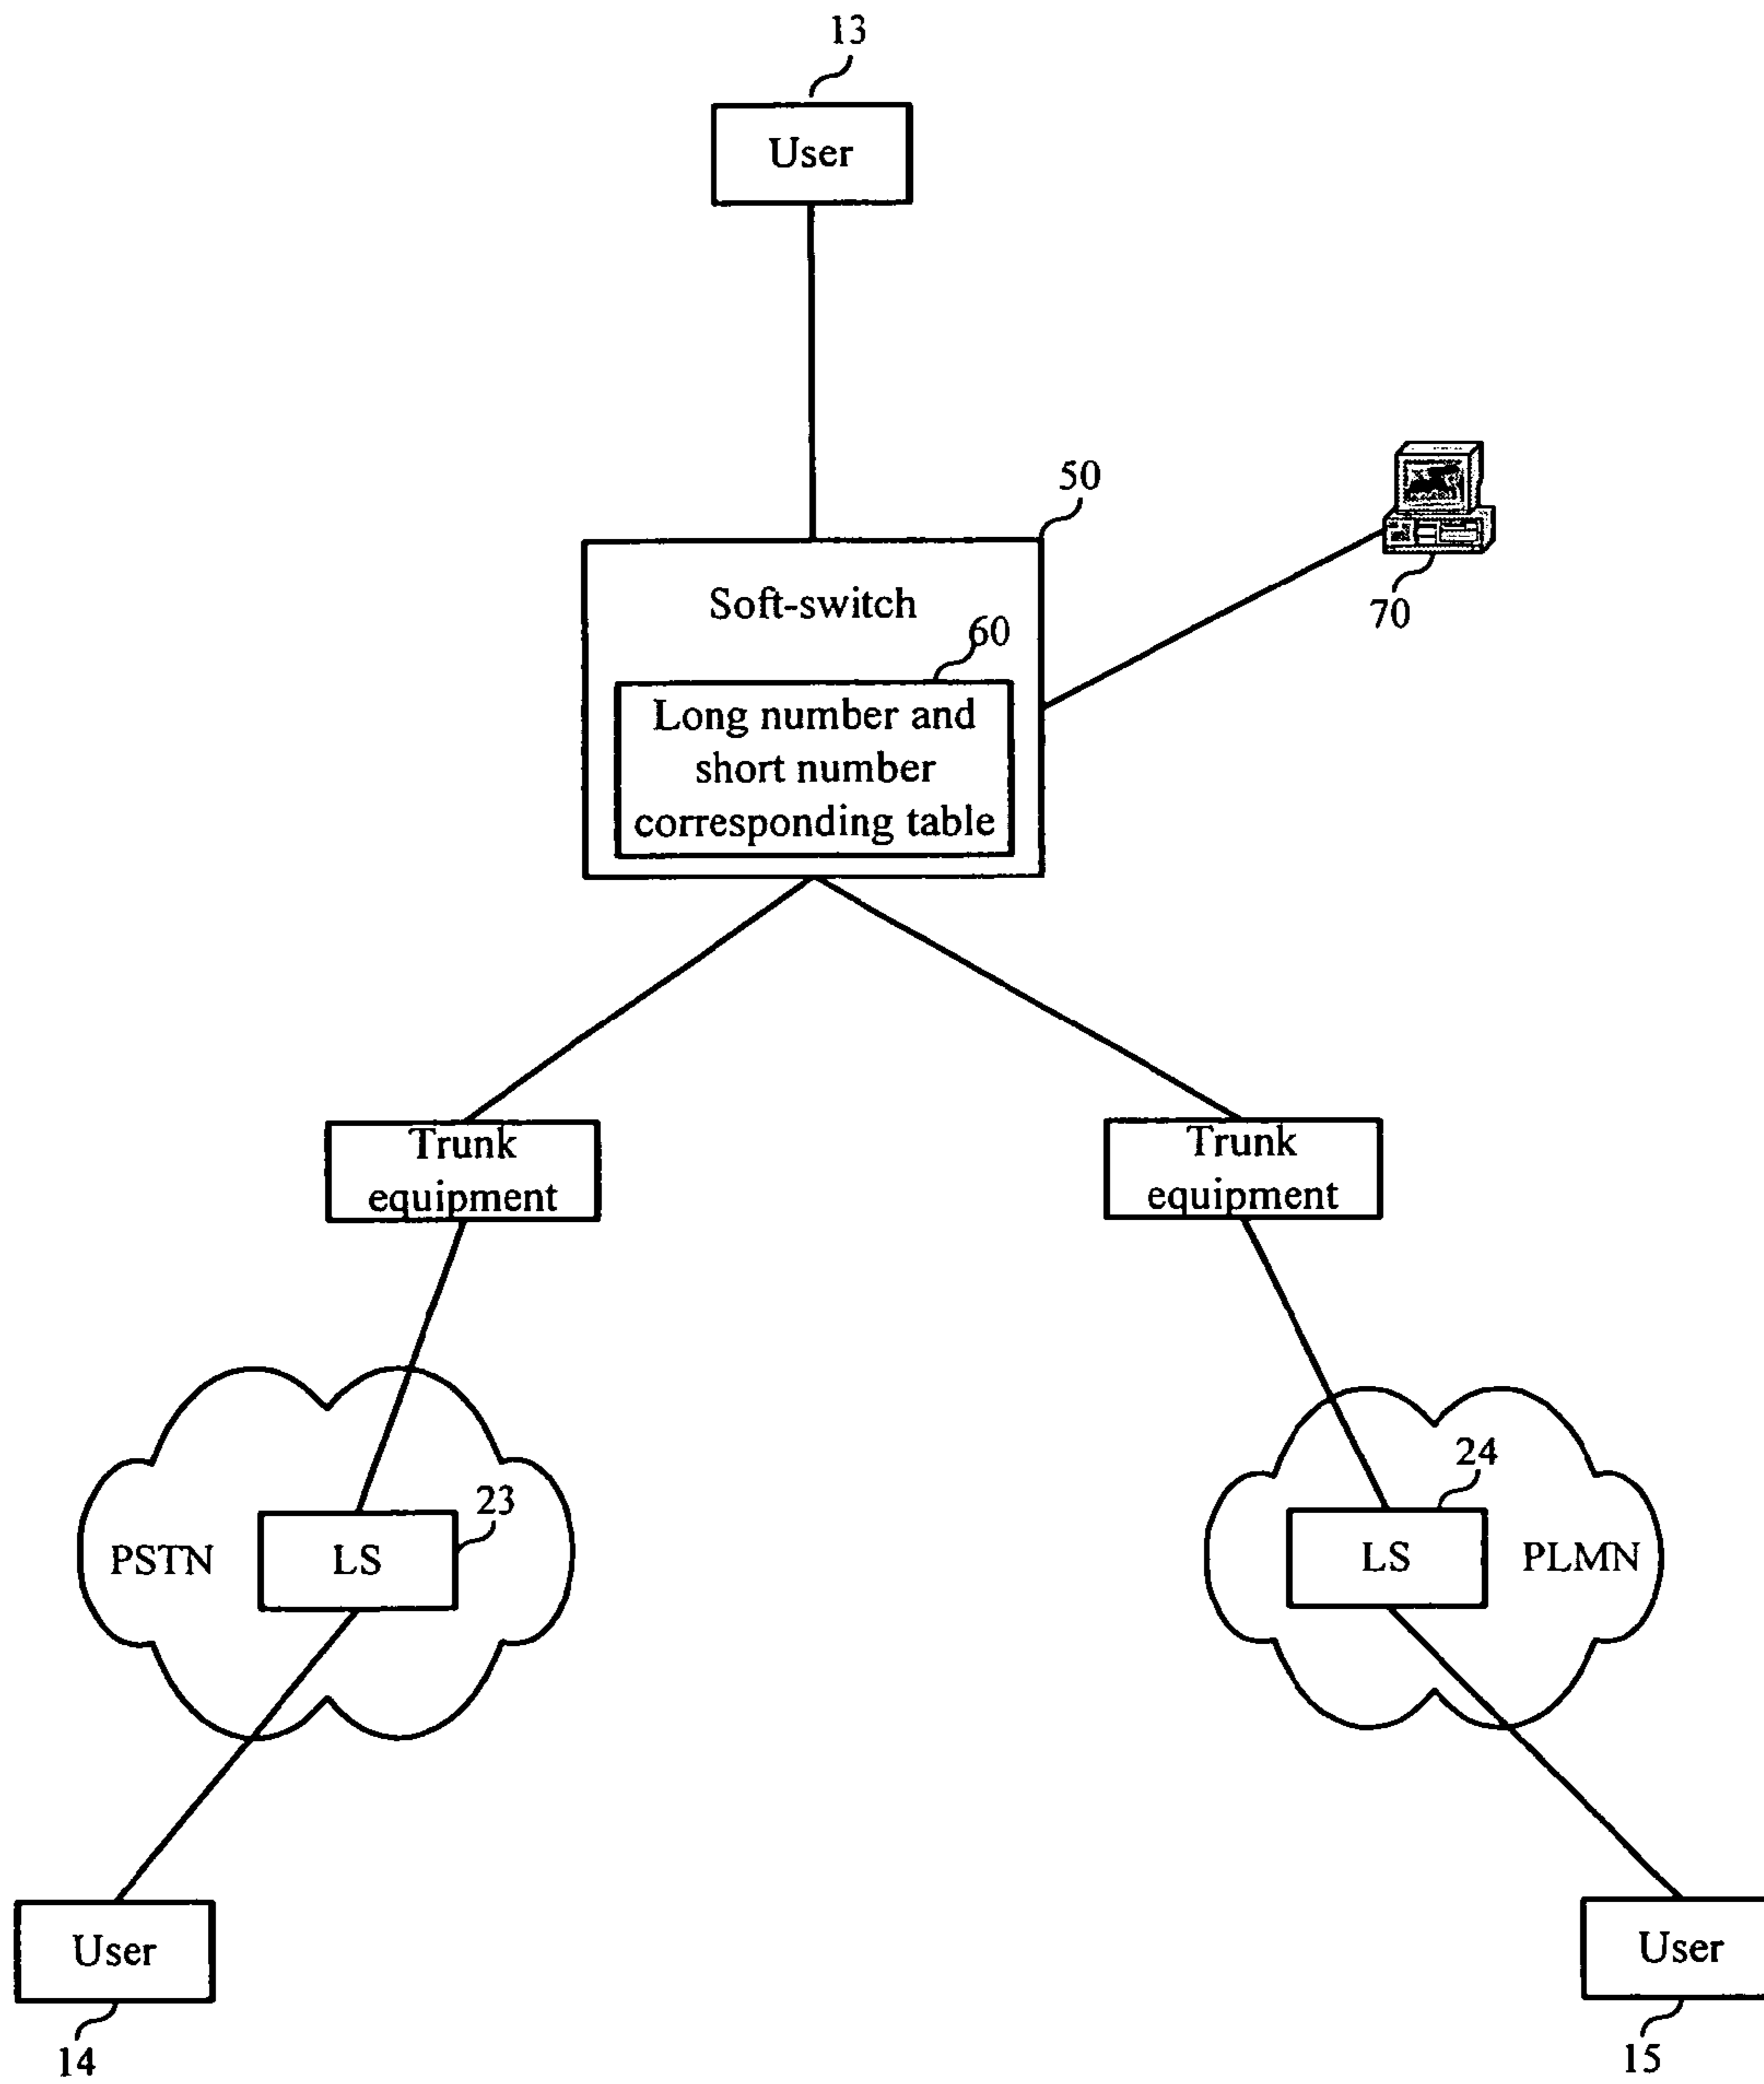 13
User
50
Soft-switch
70
60
Long number and
short number
corresponding table
Trunk
equipment
Trunk
equipment
24
23
PSTN
LS
LS
PLMN
User
User
14
15